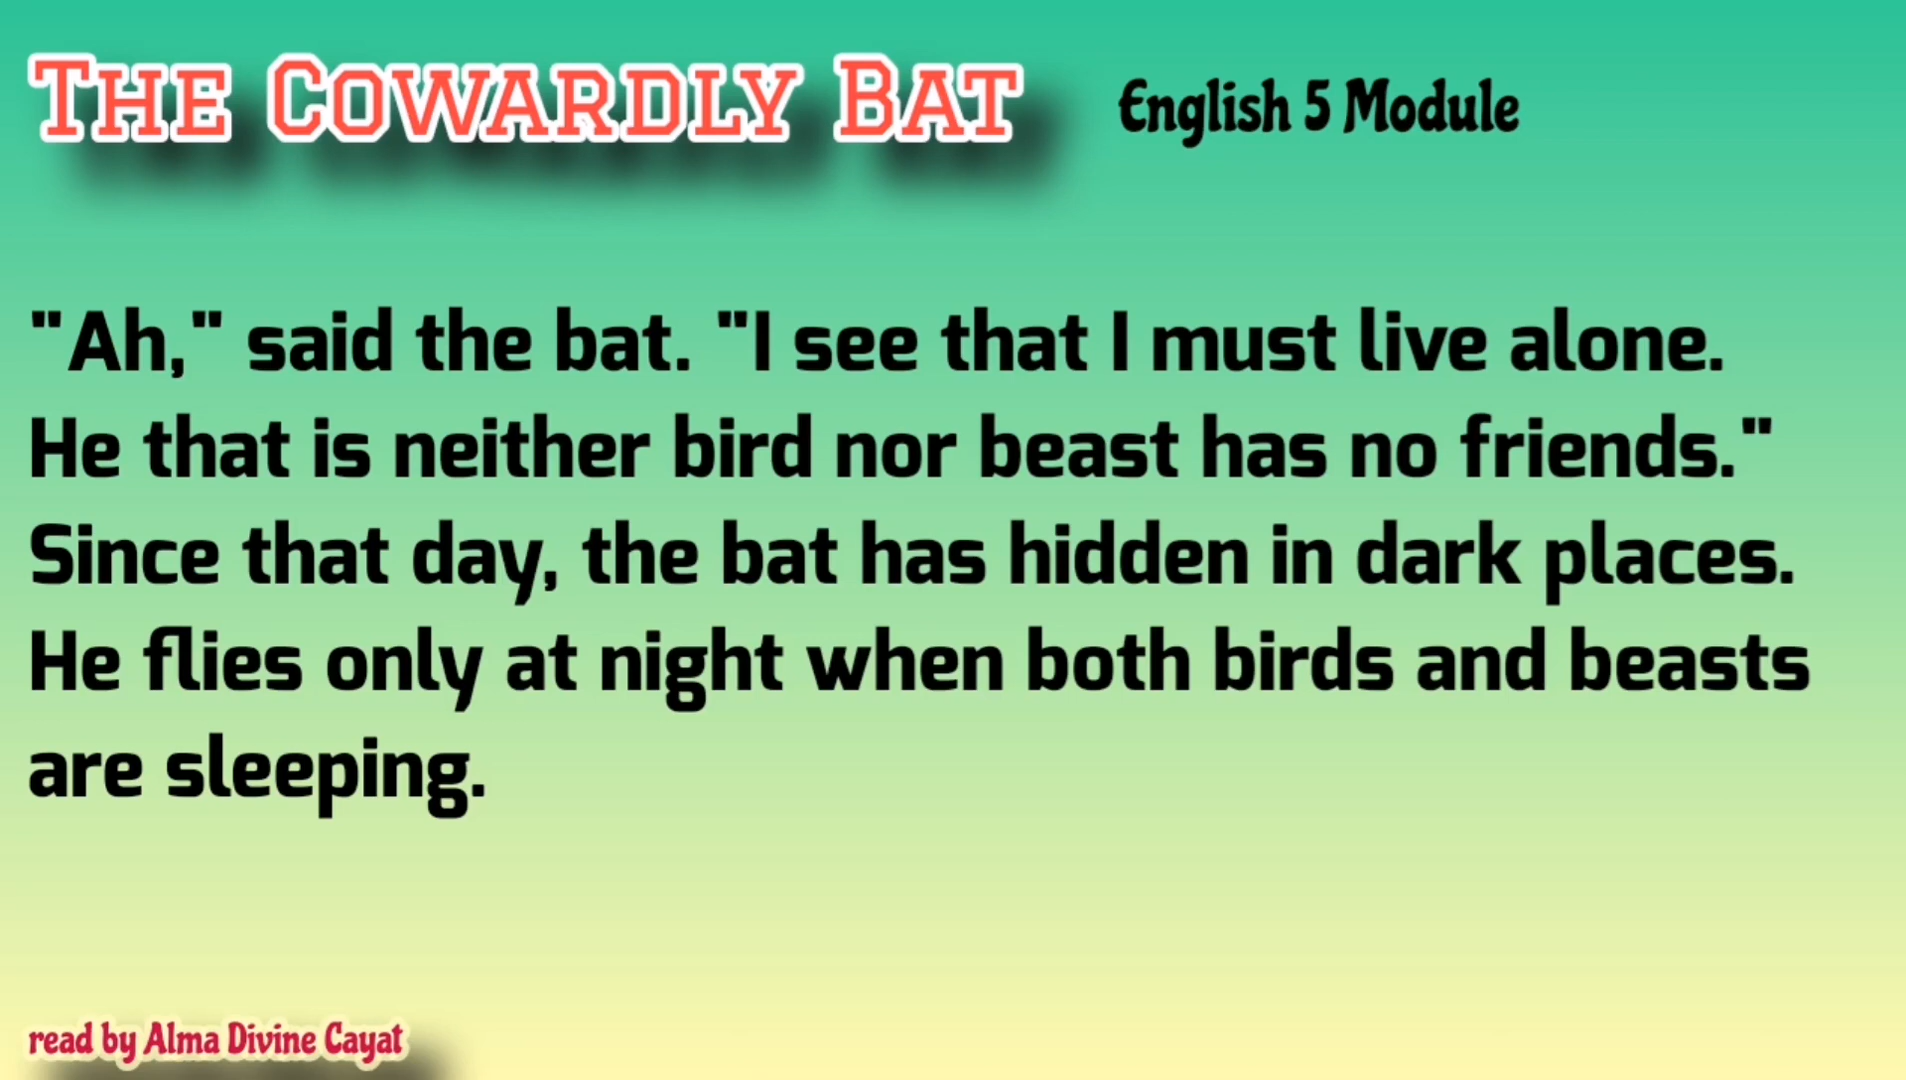 The Cowardly Bat
English 5 Module
"Ah," said the bat. "I see that I must live alone.
He that is neither bird nor beast has no friends."
Since that day, the bat has hidden in dark places.
He flies only at night when both birds and beasts
are sleeping.
read by Alma Divine Cayat